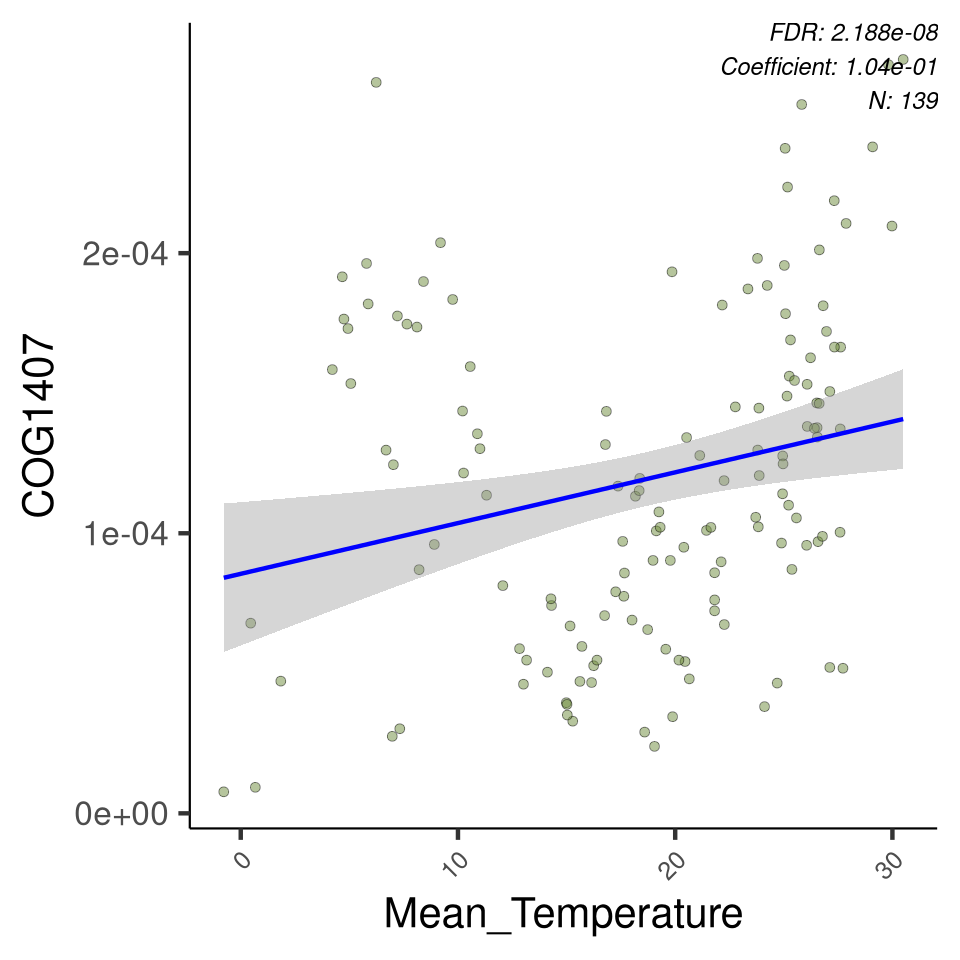 FDR: 2.188e-08
Coefficient: 1.04e-01
N: 139
COG1407
2e-04
1e-04
0e+00
0
10
20
30
Mean_Temperature